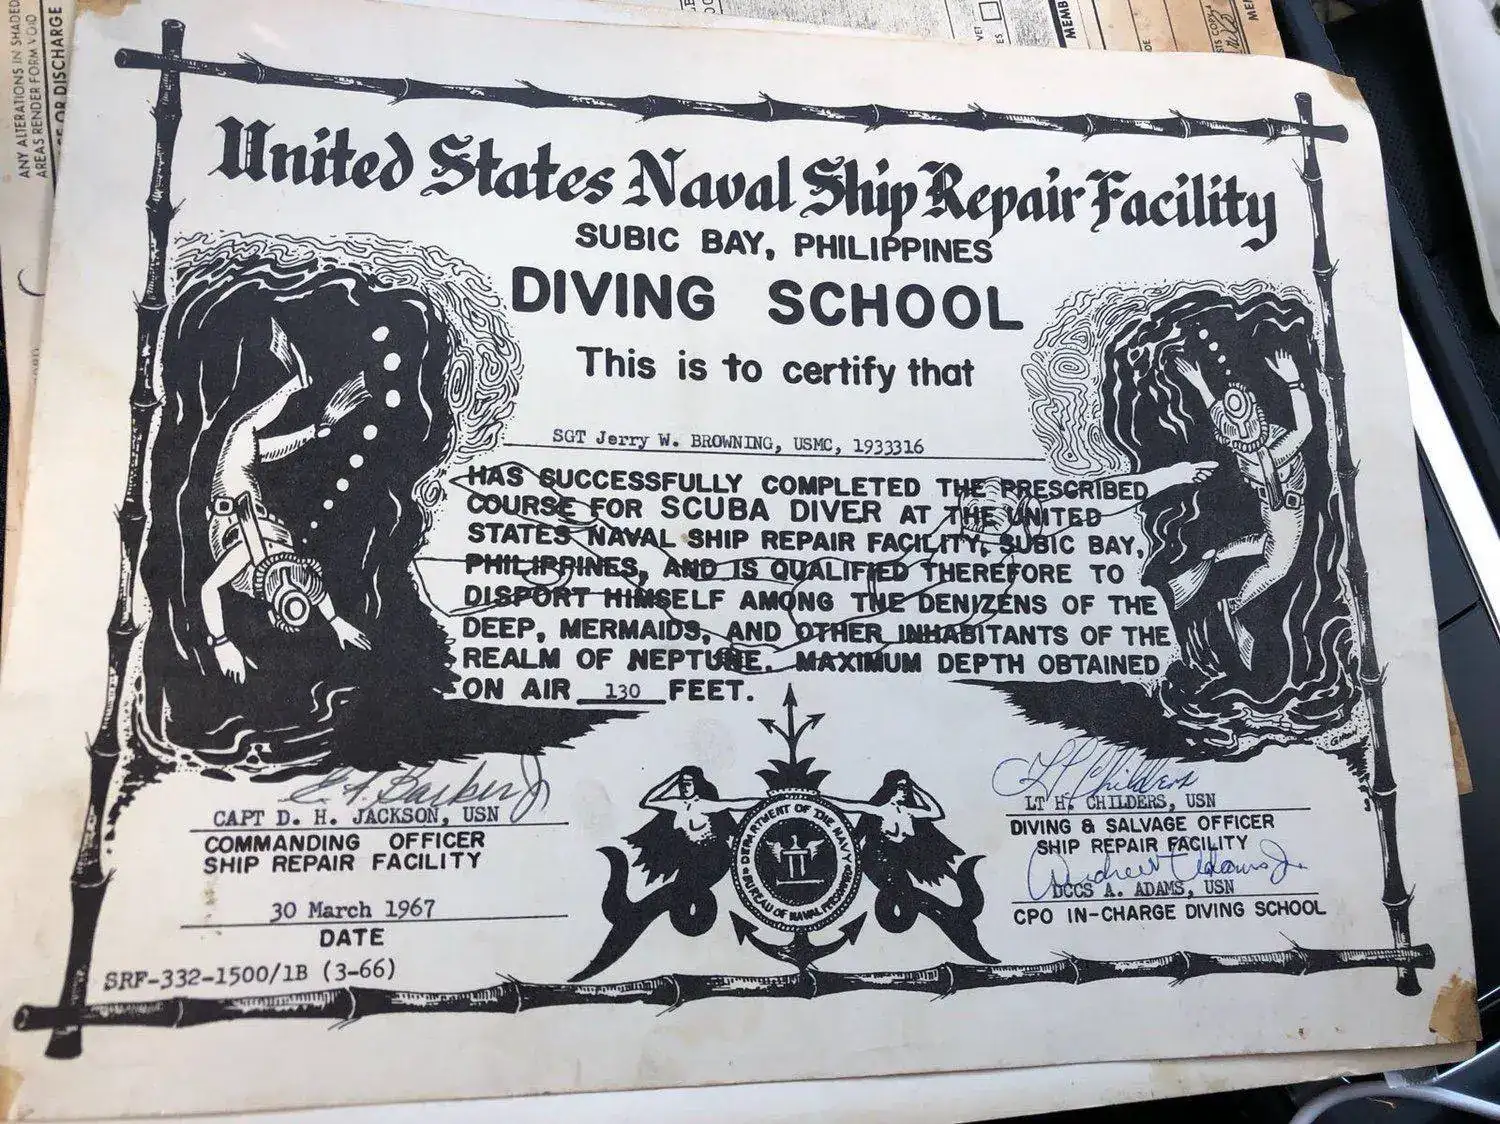 ANY ALTERATIONS IN SHADED
AREAS RENDER FORM VOID
OR DISCHARGE
MEMB
United States Naval Ship Repair Facility
SUBIC BAY, PHILIPPINES
DIVING SCHOOL
This is to certify that
SGT Jerry W. BROWNING, USMC, 1933316
HAS SUCCESSFULLY COMPLETED THE PRESCRIBED
COURSE FOR SCUBA DIVER AT THE UNITED
STATES NAVAL SHIP REPAIR FACILITY, SUBIC BAY,
PHILIPPINES, AND IS QUALIFIED THEREFORE TO
DISPORT HIMSELF AMONG THE DENIZENS OF THE
DEEP, MERMAIDS, AND OTHER INHABITANTS OF THE
REALM OF NEPTUNE. MAXIMUM DEPTH OBTAINED
ON AIR 130 FEET.
CAPT D. H. JACKSON, USN
COMMANDING OFFICER
SHIP REPAIR FACILITY
30 March 1967
DATE
SRF-332-1500/1B (3-66)
DEPARTMENT OF THE NAVY
BUREAU OF NAVAL
Childers
LT H. CHILDERS, USN
DIVING & SALVAGE OFFICER
SHIP REPAIR FACILITY
Andrew Adams Jr.
DCCS A. ADAMS, USN
CPO IN-CHARGE DIVING SCHOOL